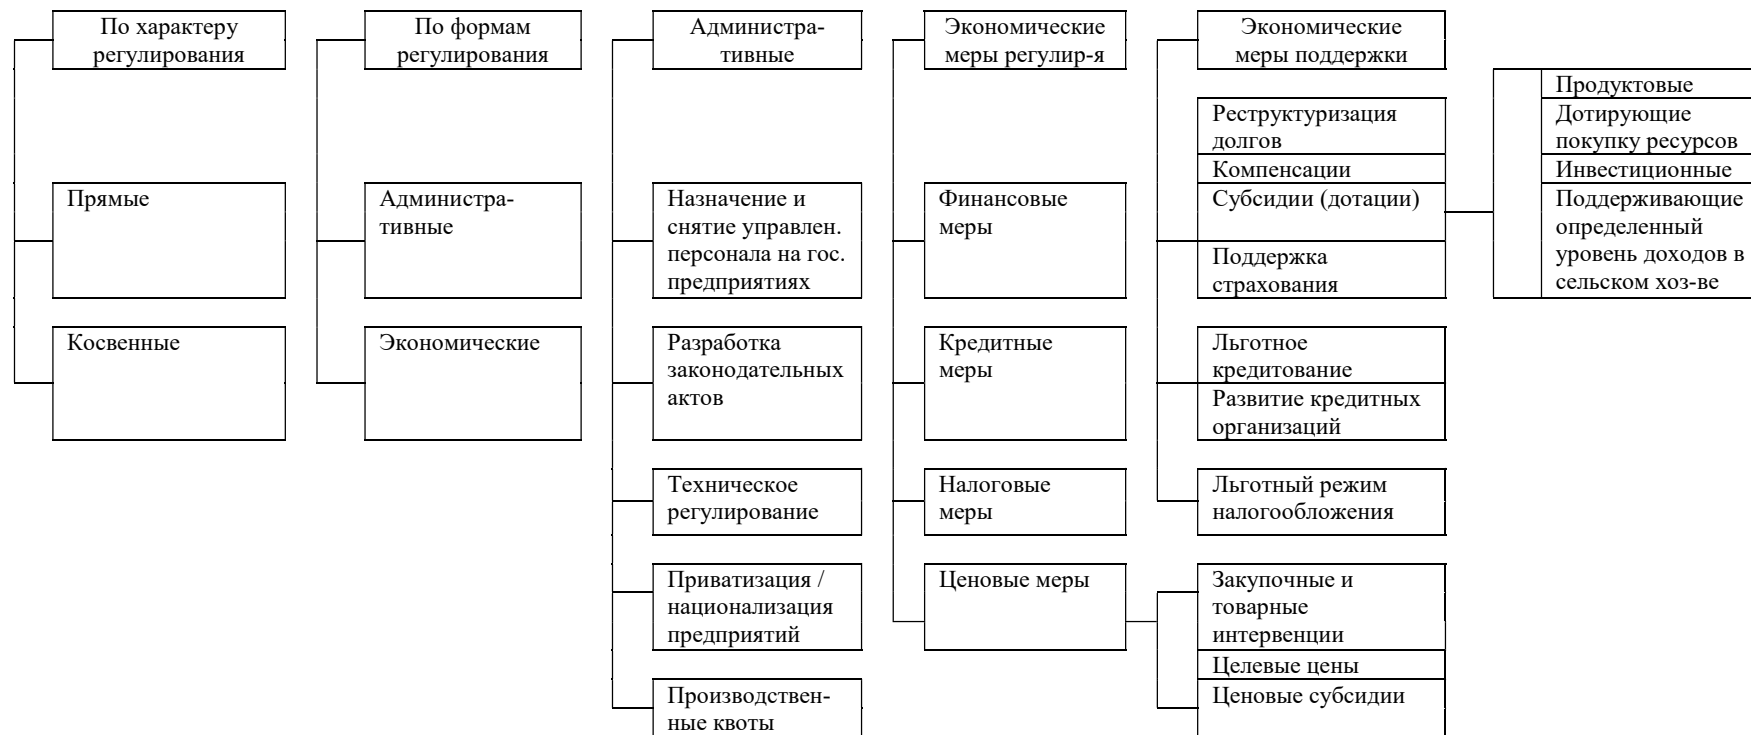 По характеру
регулирования
Прямые
Косвенные
По формам
регулирования
Администра-
тивные
Экономические
Администра-
тивные
Назначение и
снятие управлен.
персонала на гос.
предприятиях
Разработка
законодательных
актов
Техническое
регулирование
Приватизация /
национализация
предприятий
Производствен-
ные квоты
Экономические
меры регулир-я
Финансовые
меры
Кредитные
меры
Налоговые
меры
Ценовые меры
Экономические
меры поддержки
Реструктуризация
долгов
Компенсации
Субсидии (дотации)
Поддержка
страхования
Льготное
кредитование
Развитие кредитных
организаций
Льготный режим
налогообложения
Закупочные и
товарные
интервенции
Целевые цены
Ценовые субсидии
Продуктовые
Дотирующие
покупку ресурсов
Инвестиционные
Поддерживающие
определенный
уровень доходов в
сельском хоз-ве